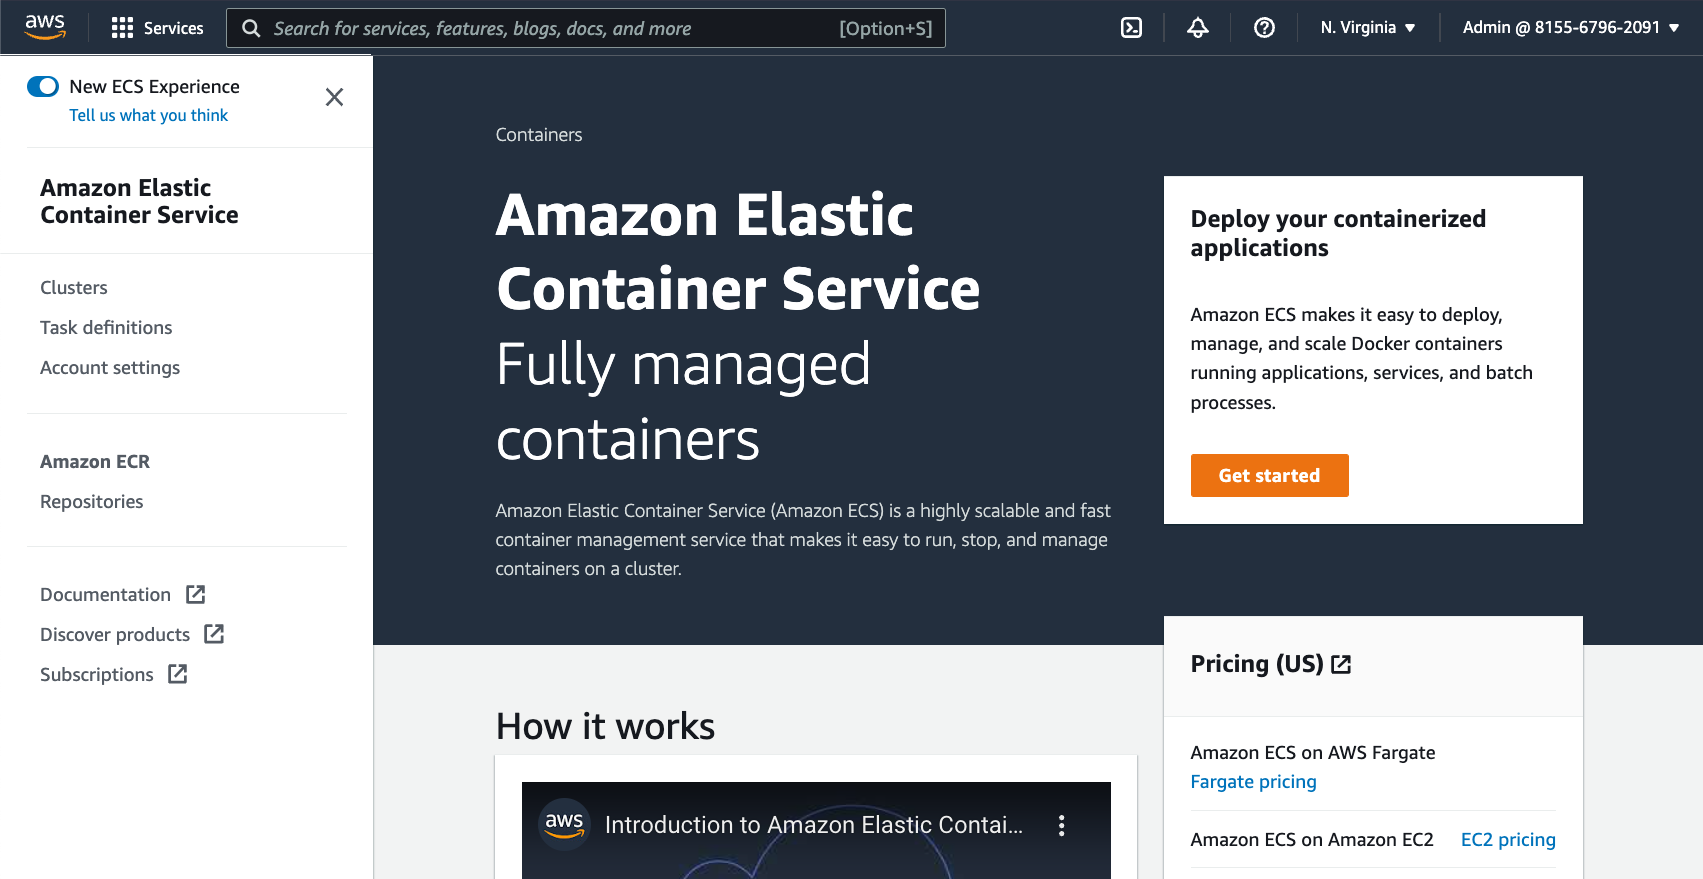 aws
Services
Search for services, features, blogs, docs, and more
[Option+S]
N. Virginia
Admin @ 8155-6796-2091
New ECS Experience
Tell us what you think
Amazon Elastic
Container Service
Clusters
Task definitions
Account settings
Amazon ECR
Repositories
Documentation
Discover products
Subscriptions
Containers
Amazon Elastic
Container Service
Fully managed
containers
Amazon Elastic Container Service (Amazon ECS) is a highly scalable and fast
container management service that makes it easy to run, stop, and manage
containers on a cluster.
Deploy your containerized
applications
Amazon ECS makes it easy to deploy,
manage, and scale Docker containers
running applications, services, and batch
processes.
Get started
How it works
aws
Introduction to Amazon Elastic Contai...
Pricing (US)
Amazon ECS on AWS Fargate
Fargate pricing
Amazon ECS on Amazon EC2
EC2 pricing